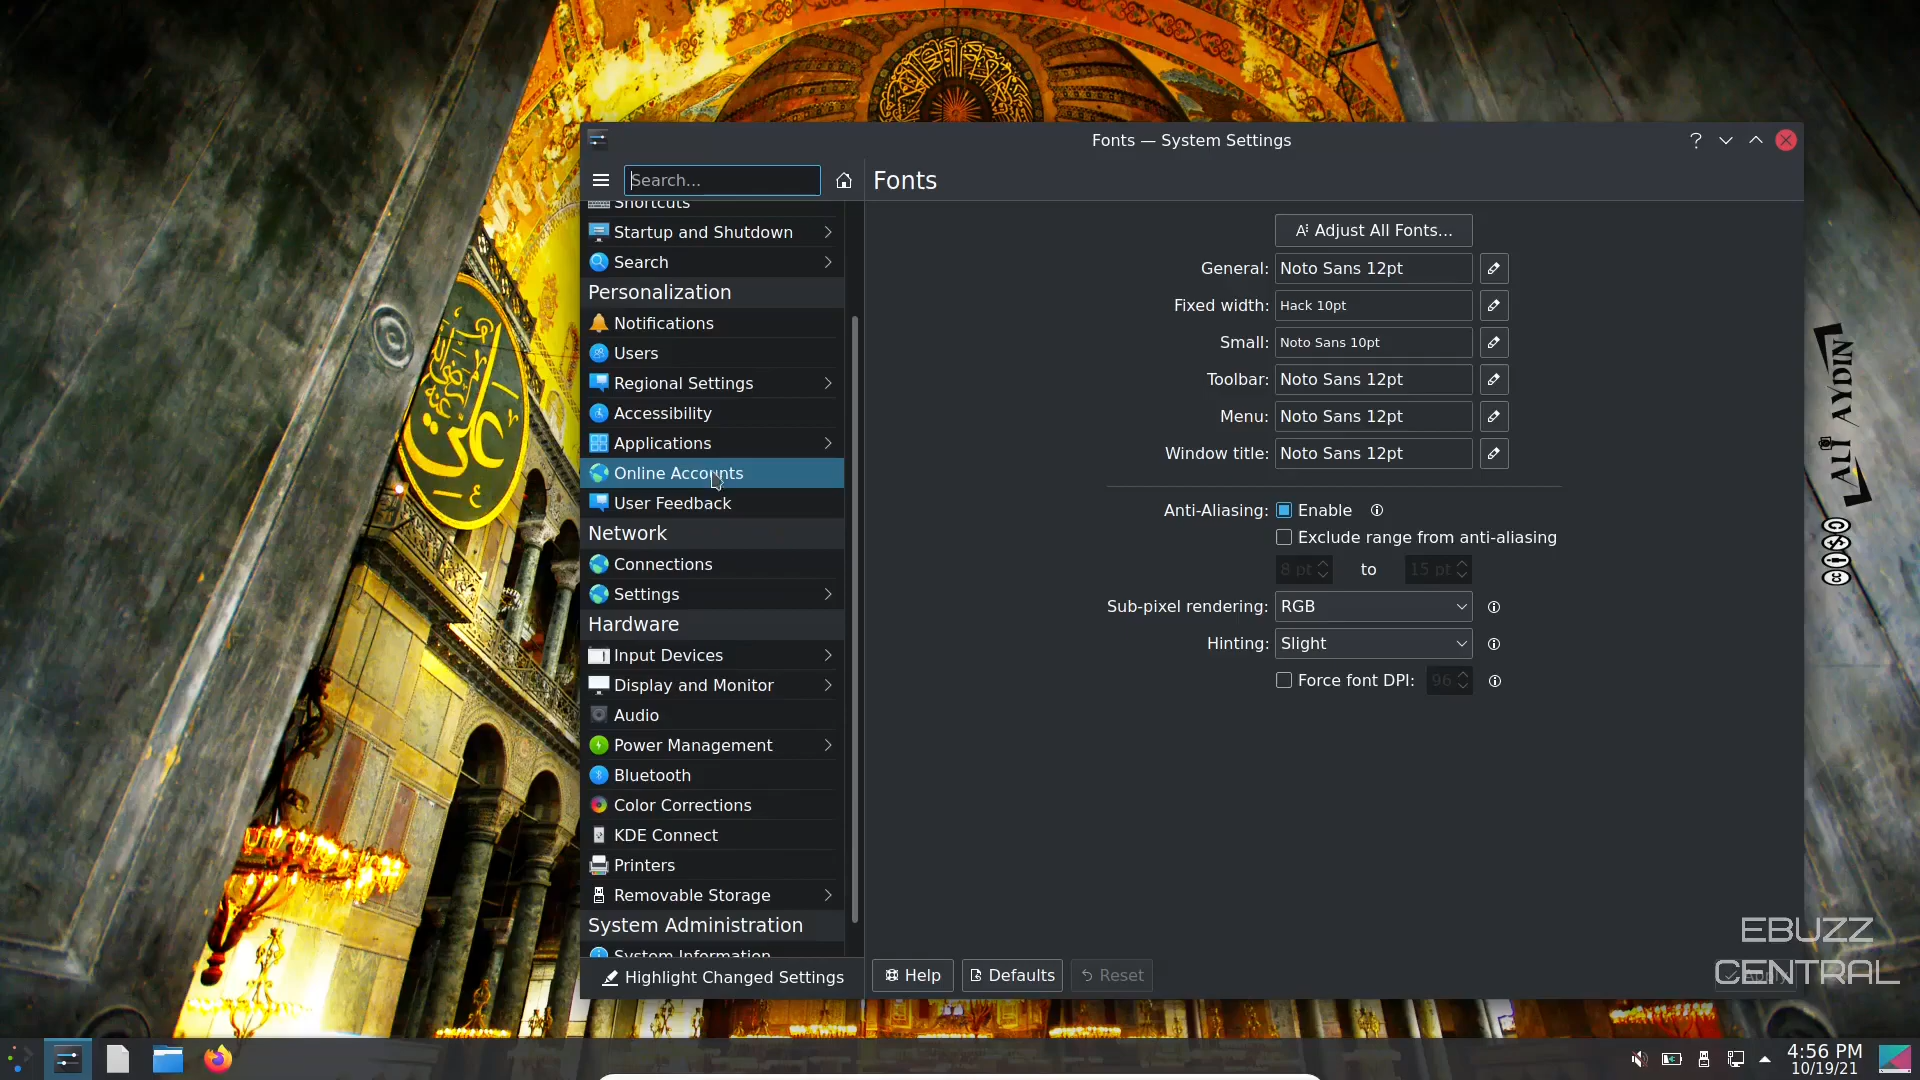 Fonts — System Settings
Search...
Fonts
Shortcuts
Startup and Shutdown
Search
Personalization
Notifications
Users
Regional Settings
Accessibility
Applications
Online Accounts
User Feedback
Network
Connections
Settings
Hardware
Input Devices
Display and Monitor
Audio
Power Management
Bluetooth
Color Corrections
KDE Connect
Printers
Removable Storage
System Administration
System Information
Highlight Changed Settings
Adjust All Fonts...
General: Noto Sans 12pt
Fixed width: Hack 10pt
Small: Noto Sans 10pt
Toolbar: Noto Sans 12pt
Menu: Noto Sans 12pt
Window title: Noto Sans 12pt
Anti-Aliasing: Enable
Exclude range from anti-aliasing
8 pt to 15 pt
Sub-pixel rendering: RGB
Hinting: Slight
Force font DPI: 96
Help Defaults Reset
ALİ AYDIN
EBUZZ
CENTRAL
4:56 PM
10/19/21